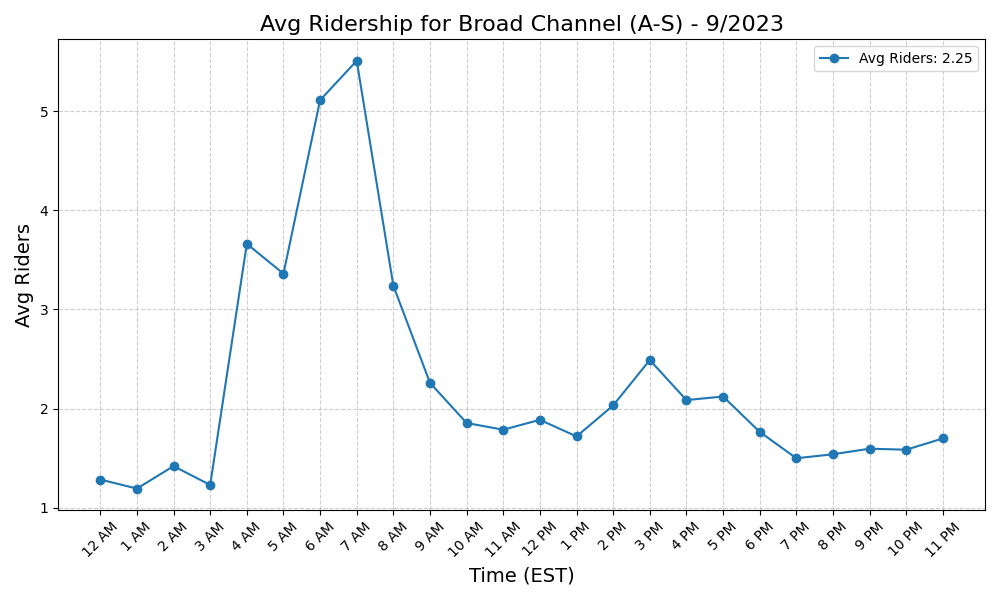 Avg Ridership for Broad Channel (A-S) - 9/2023
Avg Riders: 2.25
Avg Riders
5
4
3
2
1
12 AM
1 AM
2 AM
3 AM
4 AM
5 AM
6 AM
7 AM
8 AM
9 AM
10 AM
11 AM
12 PM
1 PM
2 PM
3 PM
4 PM
5 PM
6 PM
7 PM
8 PM
9 PM
10 PM
11 PM
Time (EST)